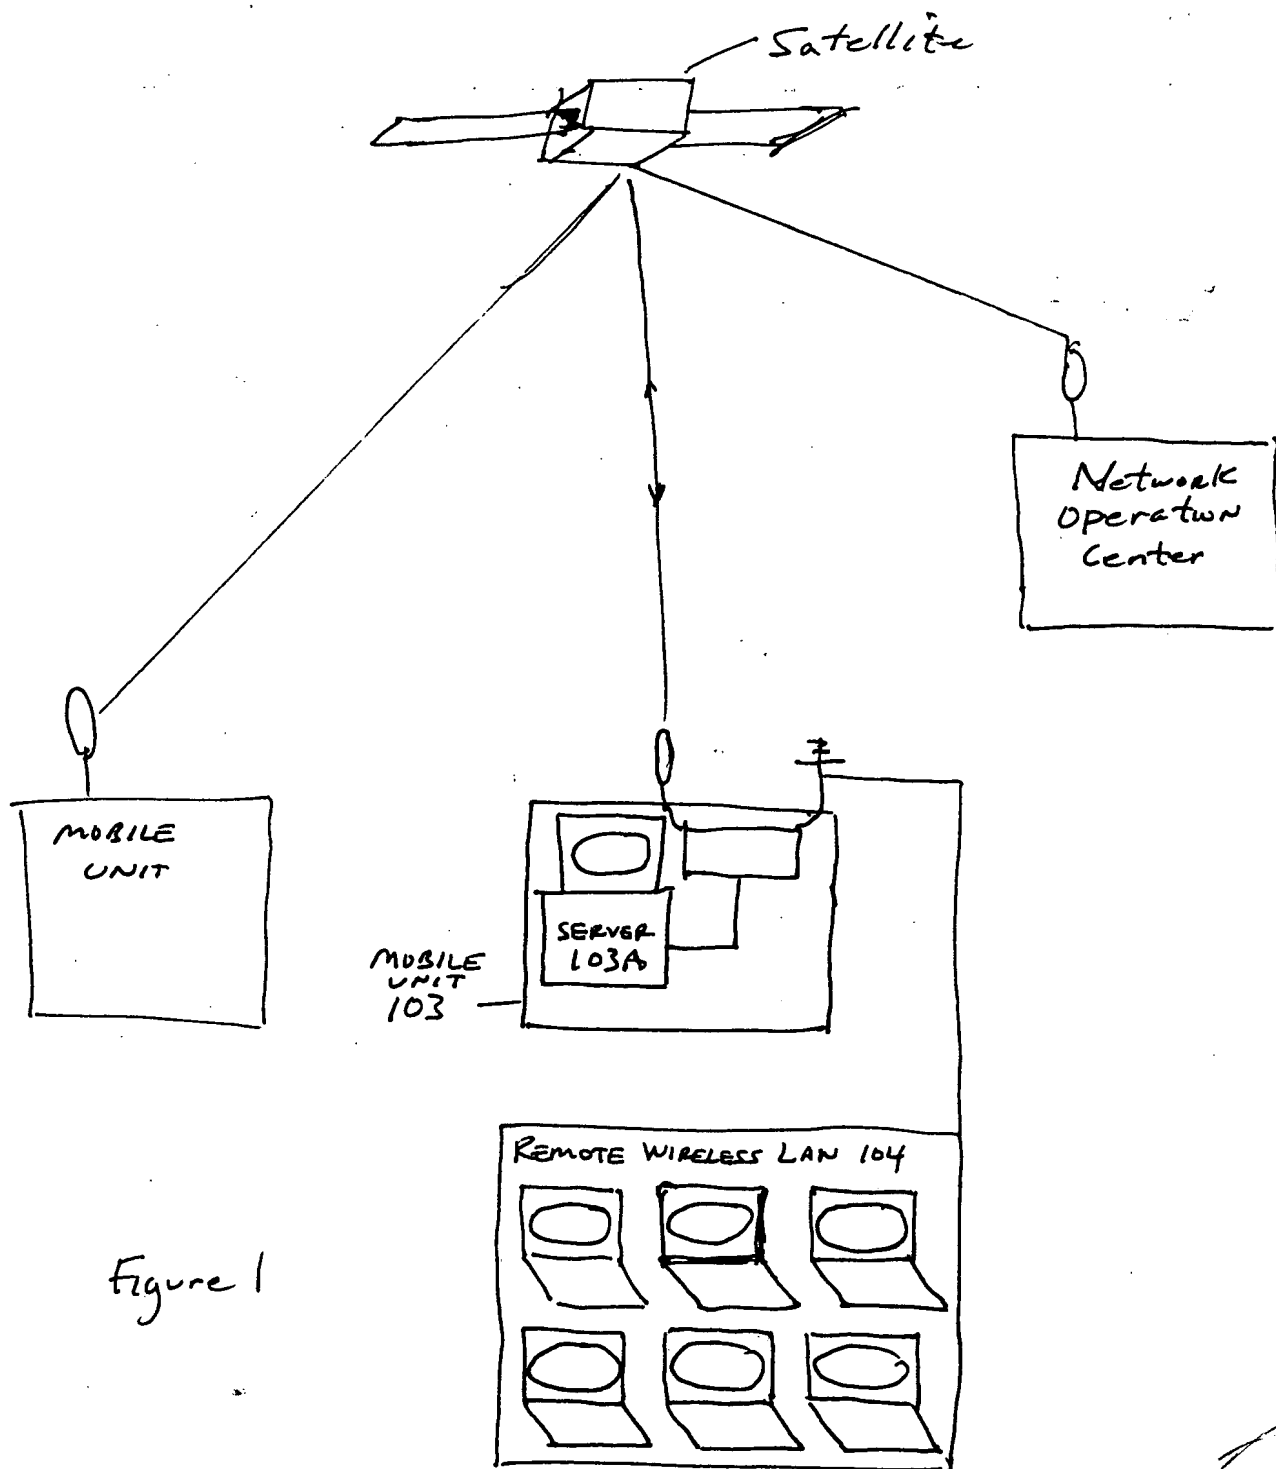 Satellite
Network
Operation
Center
MOBILE
UNIT
SERVER
103A
MOBILE
UNIT
103
REMOTE WIRELESS LAN 104
Figure 1